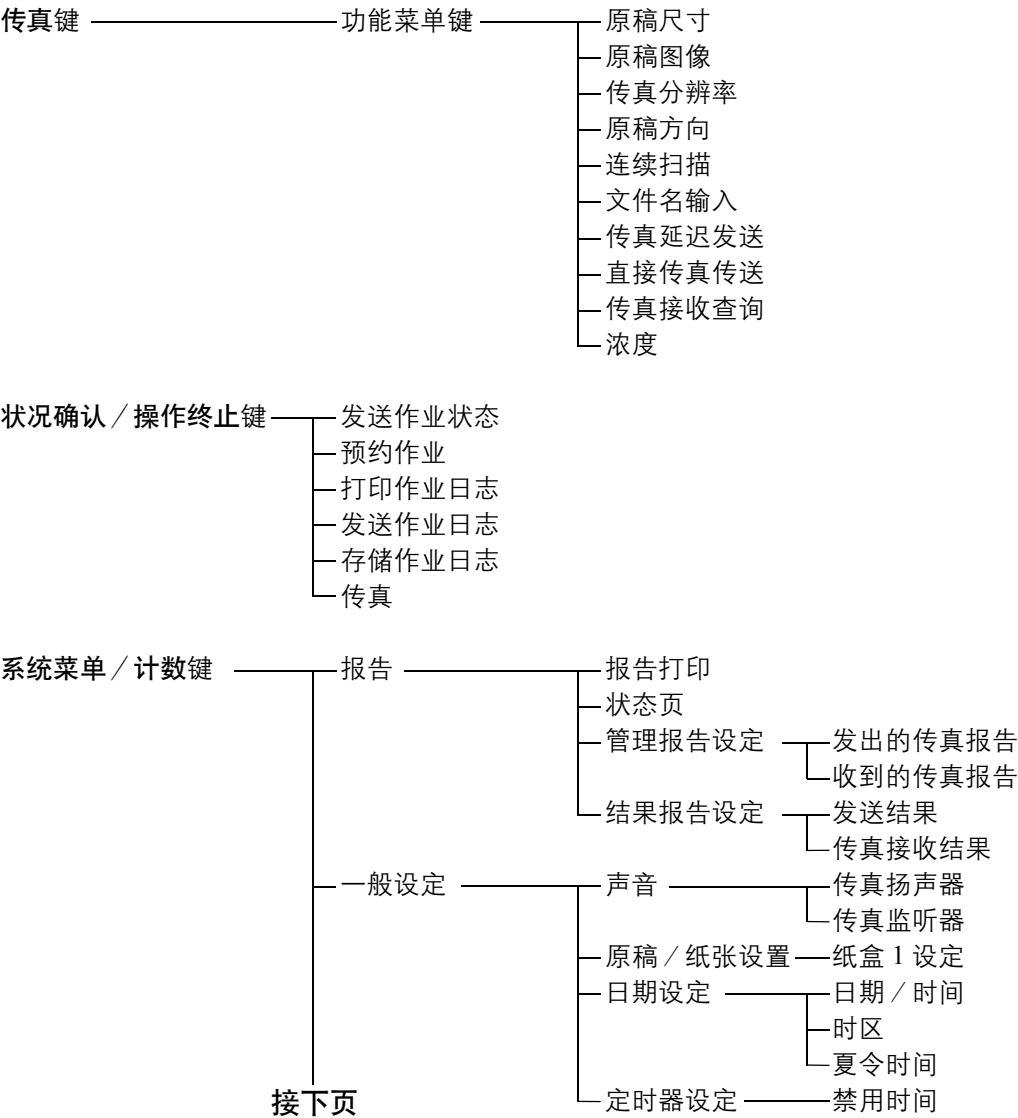 传真键 功能菜单键 原稿尺寸
原稿图像
传真分辨率
原稿方向
连续扫描
文件名输入
传真延迟发送
直接传真传送
传真接收查询
浓度
状况确认／操作终止键 发送作业状态
预约作业
打印作业日志
发送作业日志
存储作业日志
传真
系统菜单／计数键 报告 报告打印
状态页
管理报告设定 发出的传真报告
收到的传真报告
结果报告设定 发送结果
传真接收结果
一般设定 声音 传真扬声器
传真监听器
原稿／纸张设置 纸盒 1 设定
日期设定 日期／时间
时区
夏令时间
接下页 定时器设定 禁用时间